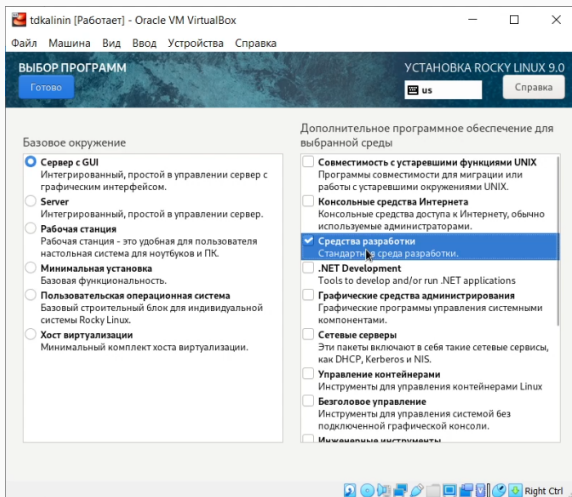 tdkalinin [Работает] - Oracle VM VirtualBox
Файл Машина Вид Ввод Устройства Справка
ВЫБОР ПРОГРАММ
УСТАНОВКА ROCKY LINUX 9.0
Готово
us
Справка
Базовое окружение
Сервер с GUI
Интегрированный, простой в управлении сервер с
графическим интерфейсом.
Server
Интегрированный, простой в управлении сервер.
Рабочая станция
Рабочая станция - это удобная для пользователя
настольная система для ноутбуков и ПК.
Минимальная установка
Базовая функциональность.
Пользовательская операционная система
Базовый строительный блок для индивидуальной
системы Rocky Linux.
Хост виртуализации
Минимальный комплект хоста виртуализации.
Дополнительное программное обеспечение для
выбранной среды
Совместимость с устаревшими функциями UNIX
Программы совместимости для миграции или
работы с устаревшими окружениями UNIX.
Консольные средства Интернета
Консольные средства доступа к Интернету, обычно
используемые администраторами.
Средства разработки
Стандартная среда разработки.
.NET Development
Tools to develop and/or run .NET applications
Графические средства администрирования
Графические программы управления системными
компонентами.
Сетевые серверы
Эти пакеты включают в себя такие сетевые сервисы,
как DHCP, Kerberos и NIS.
Управление контейнерами
Инструменты для управления контейнерами Linux
Безголовое управление
Инструменты для управления системой без
подключенной графической консоли.
Инженерные инструменты
Right Ctrl